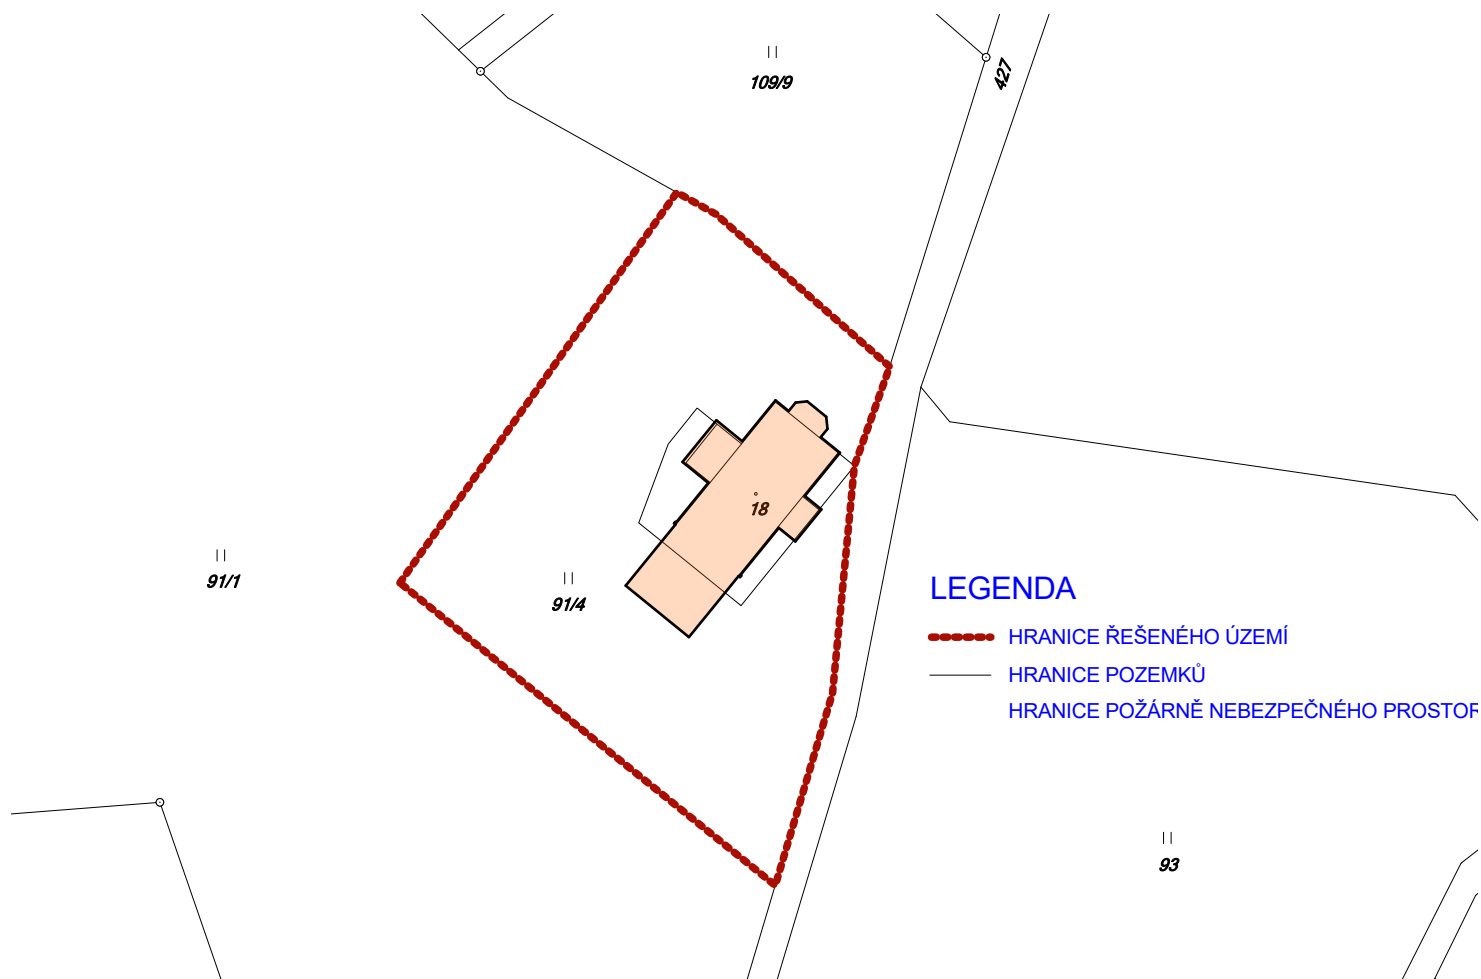 109/9
427
18
91/1
91/4
LEGENDA
HRANICE ŘEŠENÉHO ÚZEMÍ
HRANICE POZEMKŮ
HRANICE POŽÁRNĚ NEBEZPEČNÉHO PROSTOR
93